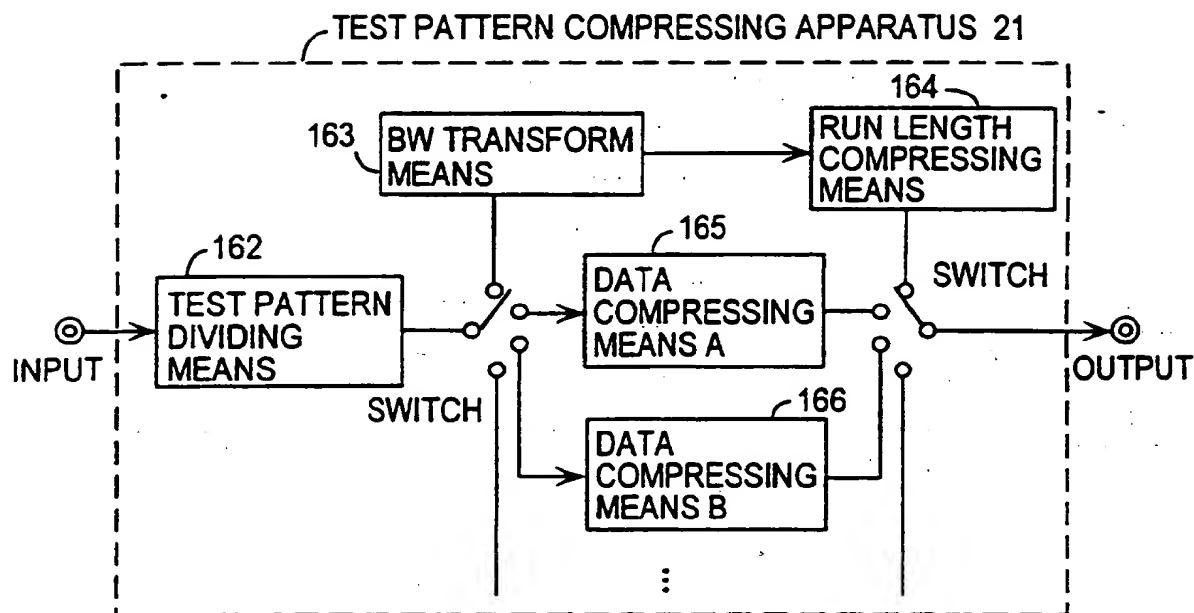 TEST PATTERN COMPRESSING APPARATUS 21
164
163
BW TRANSFORM
MEANS
RUN LENGTH
COMPRESSING
MEANS
162
165
SWITCH
TEST PATTERN
DIVIDING
MEANS
DATA
COMPRESSING
MEANS A
INPUT
OUTPUT
SWITCH
166
DATA
COMPRESSING
MEANS B
...